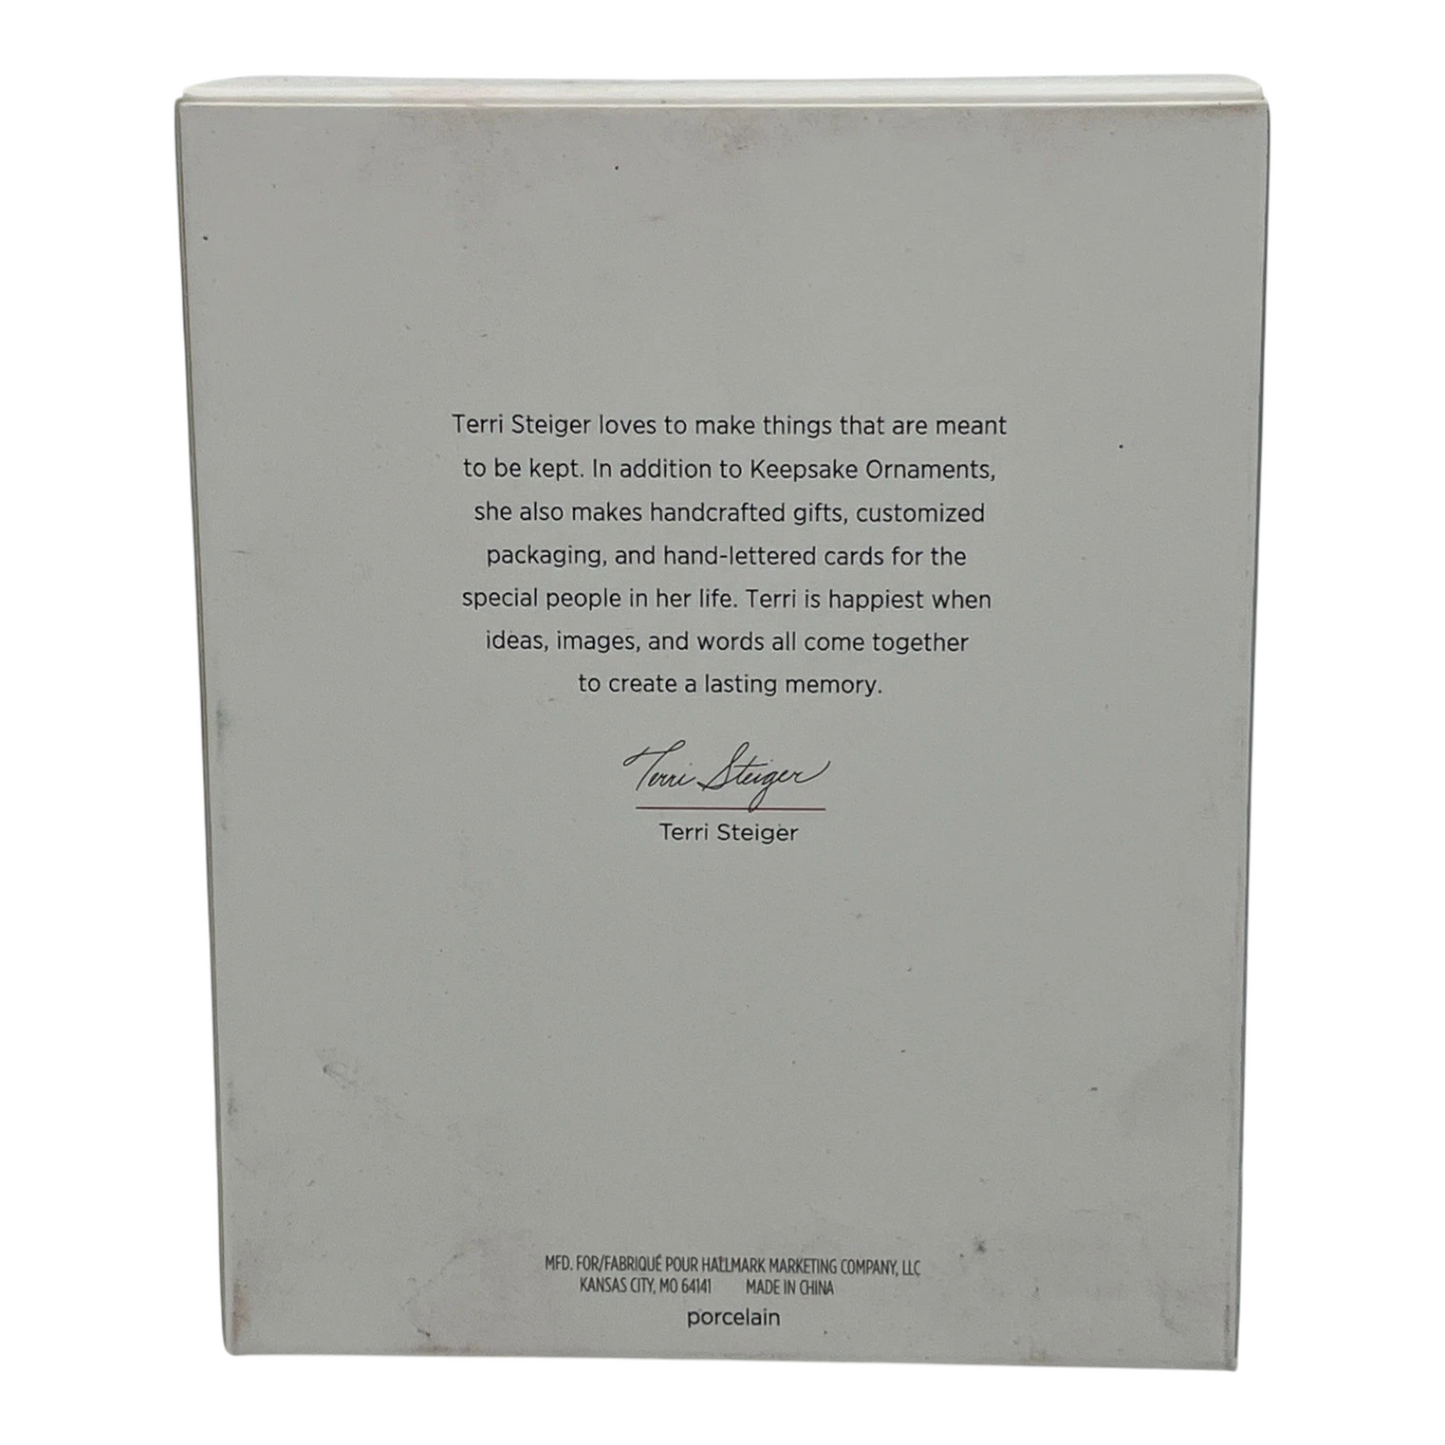 Terri Steiger loves to make things that are meant
to be kept. In addition to Keepsake Ornaments,
she also makes handcrafted gifts, customized
packaging, and hand-lettered cards for the
special people in her life. Terri is happiest when
ideas, images, and words all come together
to create a lasting memory.
Terri Steiger
Terri Steiger
MFD. FOR/FABRIQUÉ POUR HALLMARK MARKETING COMPANY, LLC
KANSAS CITY, MO 64141 MADE IN CHINA
porcelain